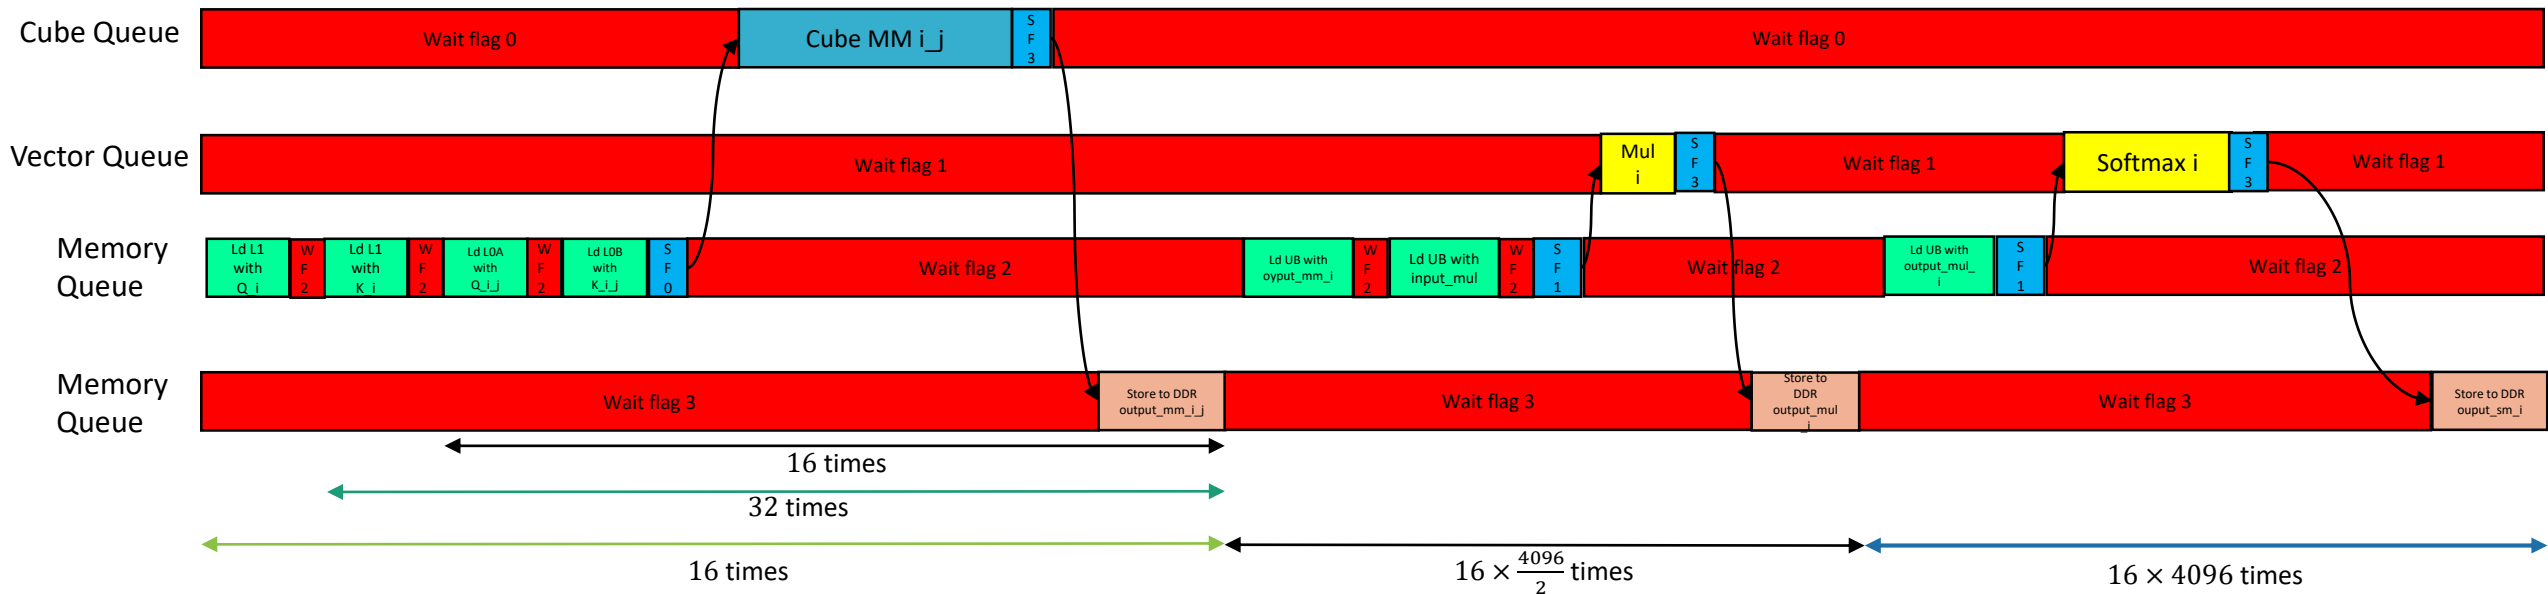 Cube Queue
Wait flag 0
Cube MM i_j
S
F
3
Wait flag 0
Vector Queue
Wait flag 1
Mul
i
S
F
3
Wait flag 1
Softmax i
S
F
3
Wait flag 1
Memory
Queue
Ld L1
with
Q_i
W
F
2
Ld L1
with
K_i
W
F
2
Ld L0A
with
Q_i_j
W
F
2
Ld L0B
with
K_i_j
S
F
0
Wait flag 2
Ld UB with
oyput_mm_i
W
F
2
Ld UB with
input_mul
W
F
2
S
F
1
Wait flag 2
Ld UB with
output_mul_
i
S
F
1
Wait flag 2
Memory
Queue
Wait flag 3
Store to DDR
output_mm_i_j
Wait flag 3
Store to
DDR
output_mul
_i
Wait flag 3
Store to DDR
ouput_sm_i
16 times
32 times
16 times
16 × 4096/2 times
16 × 4096 times